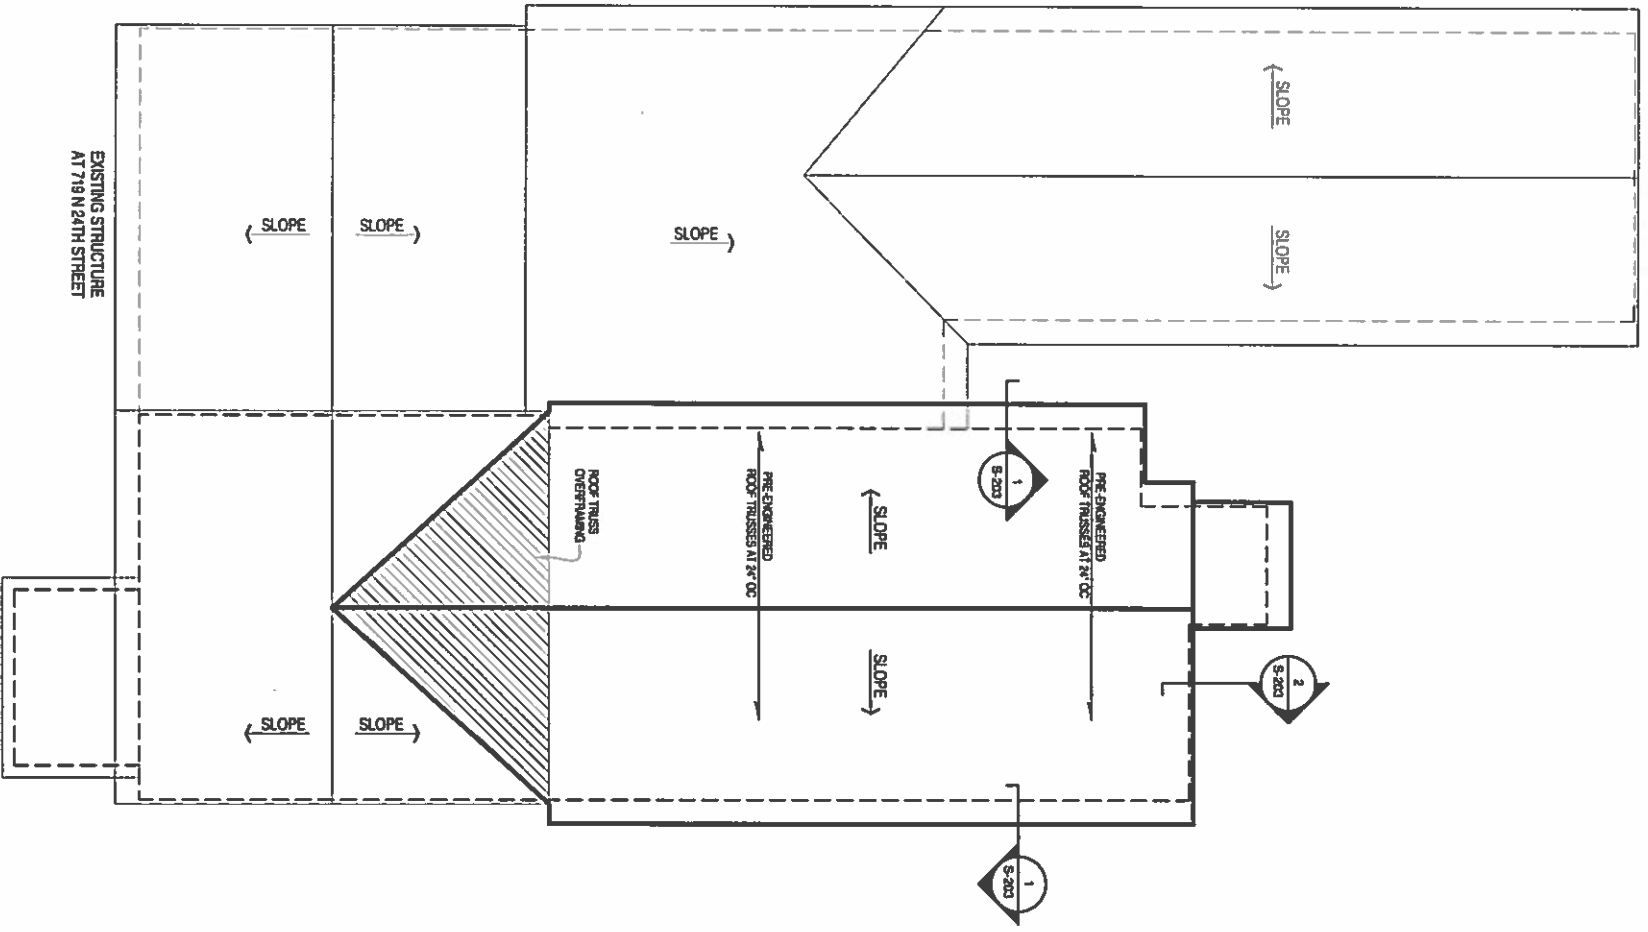 EXISTING STRUCTURE
AT 719 N 24TH STREET
SLOPE
SLOPE
SLOPE
SLOPE
SLOPE
SLOPE
SLOPE
ROOF TRUSS
OVERFRAMING
PRE-ENGINEERED
ROOF TRUSSES AT 24" OC
SLOPE
SLOPE
PRE-ENGINEERED
ROOF TRUSSES AT 24" OC
1
S-203
2
S-203
1
S-203